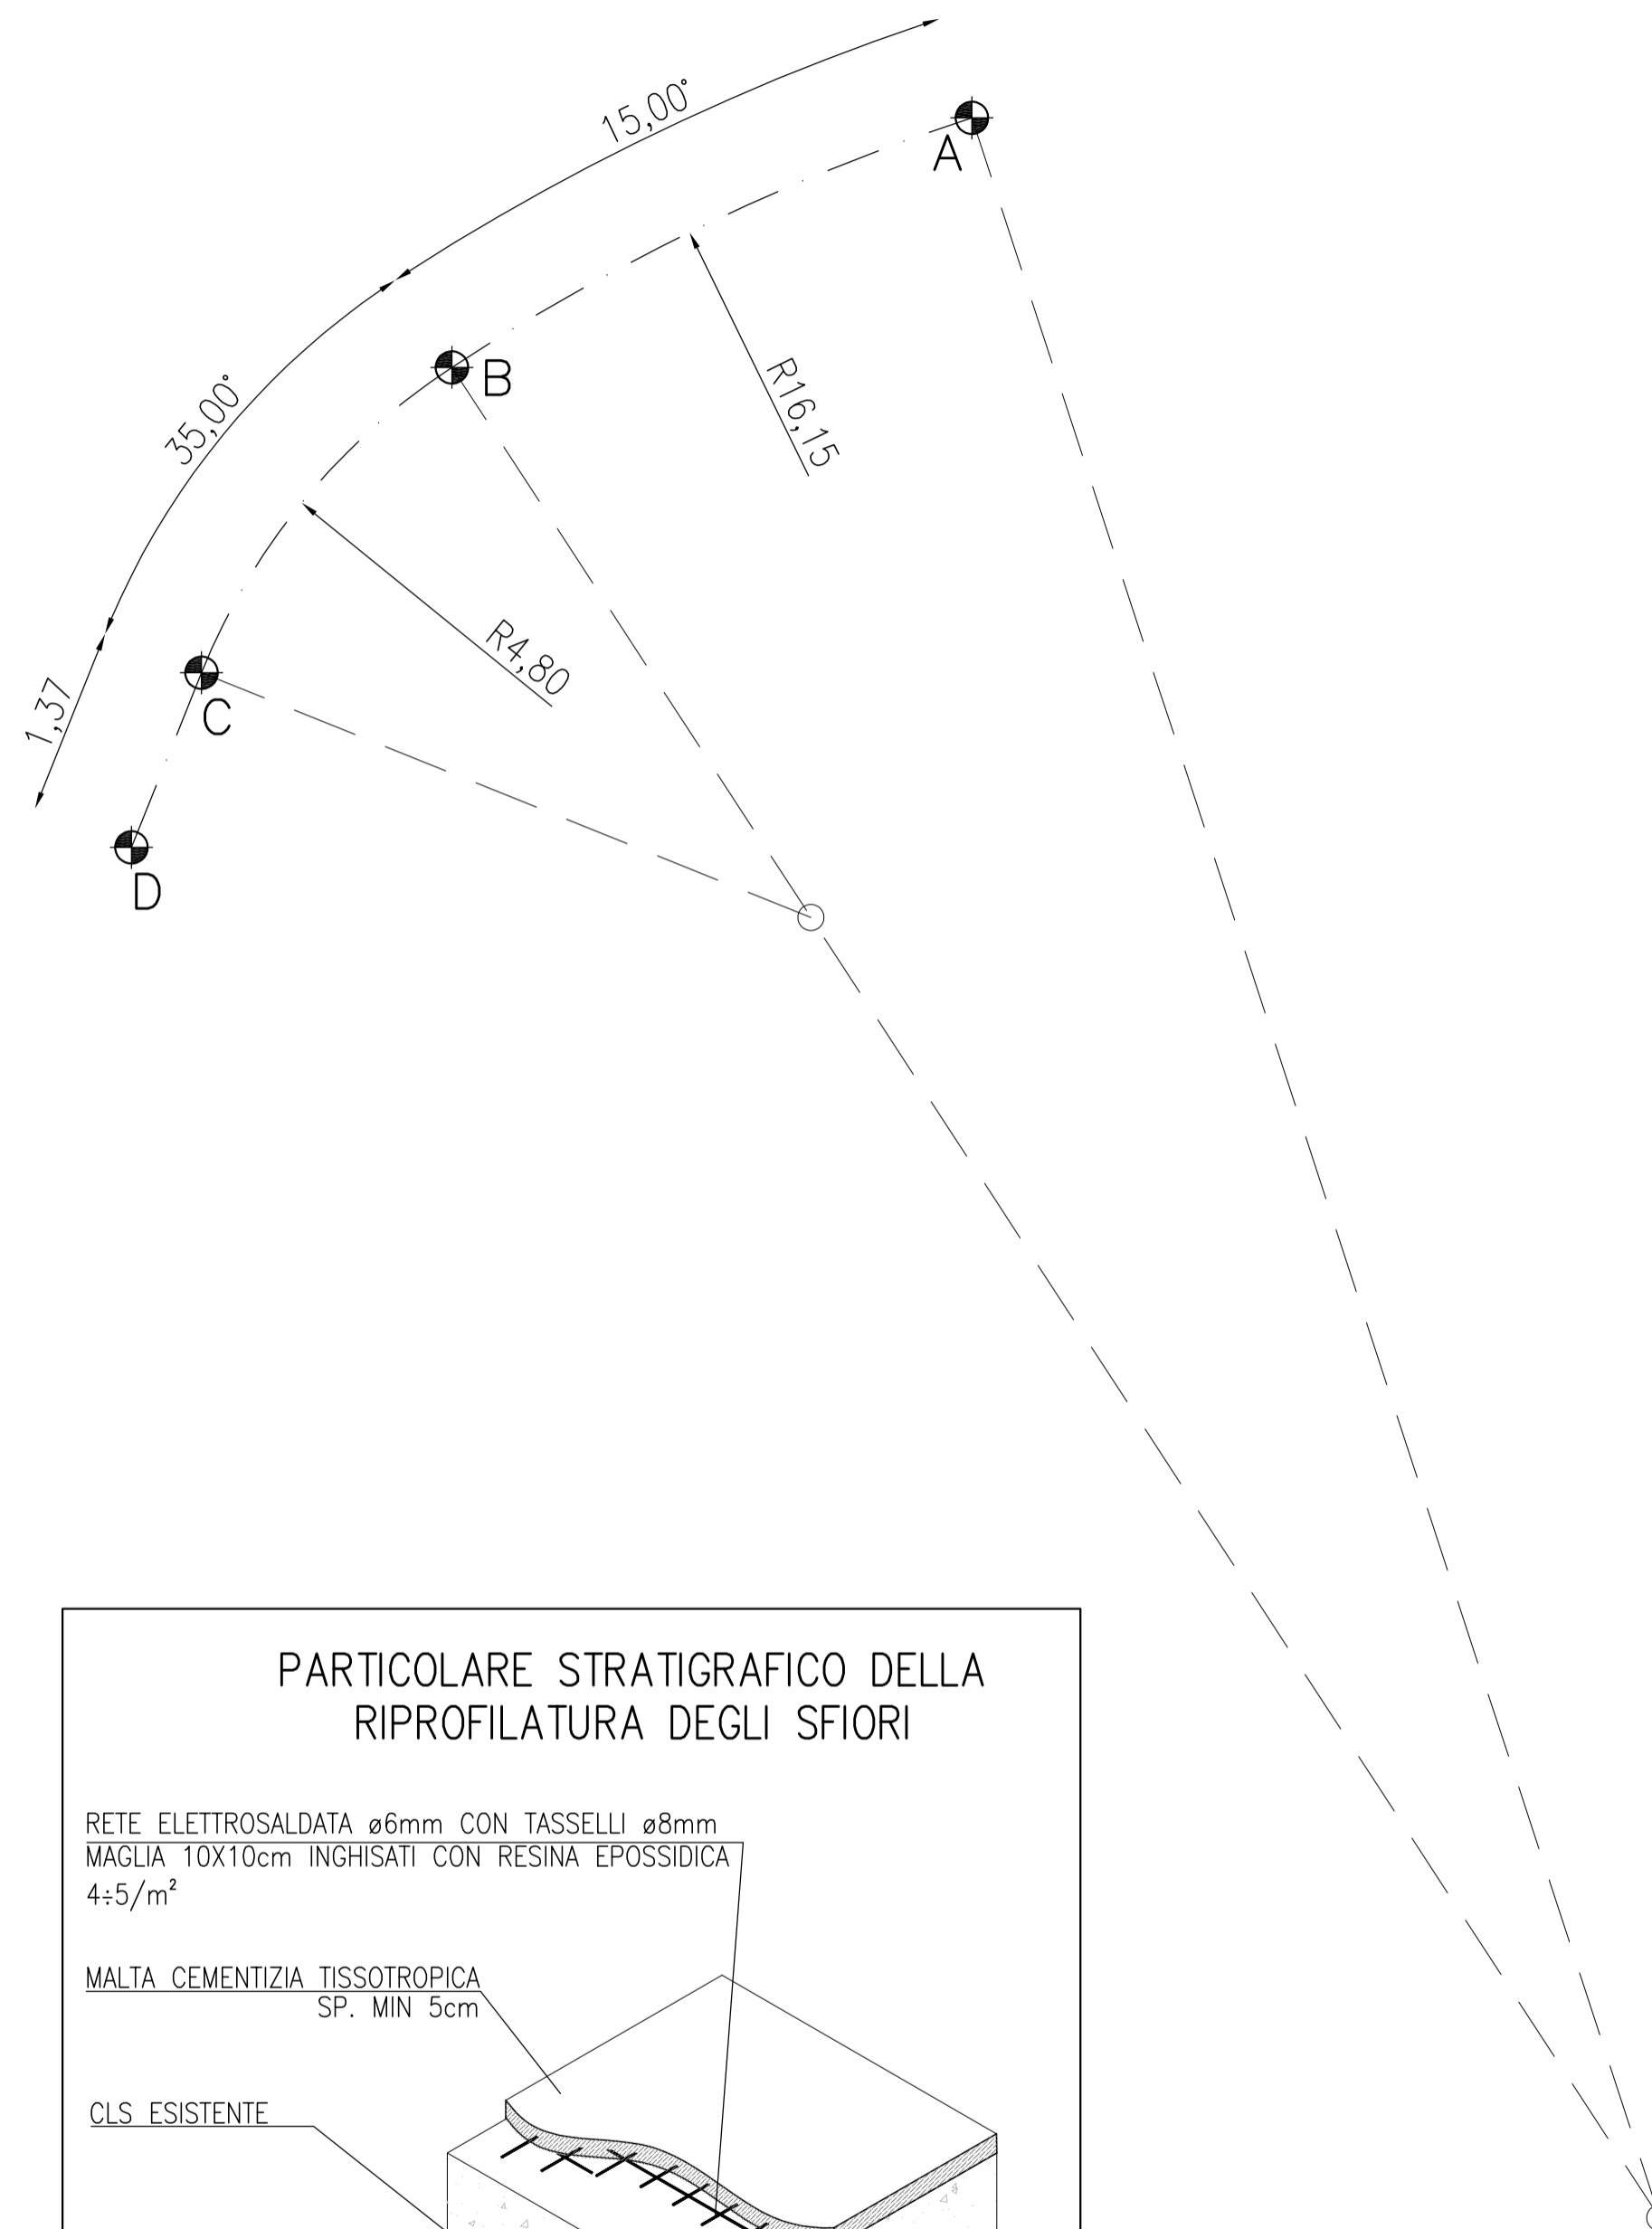 15,00°
A
35,00°
B
R16,15
R4,80
1,37
C
D
PARTICOLARE STRATIGRAFICO DELLA
RIPROFILATURA DEGLI SFIORI
RETE ELETTROSALDATA ø6mm CON TASSELLI ø8mm
MAGLIA 10X10cm INGHISATI CON RESINA EPOSSIDICA
4÷5/m²
MALTA CEMENTIZIA TISSOTROPICA
SP. MIN 5cm
CLS ESISTENTE